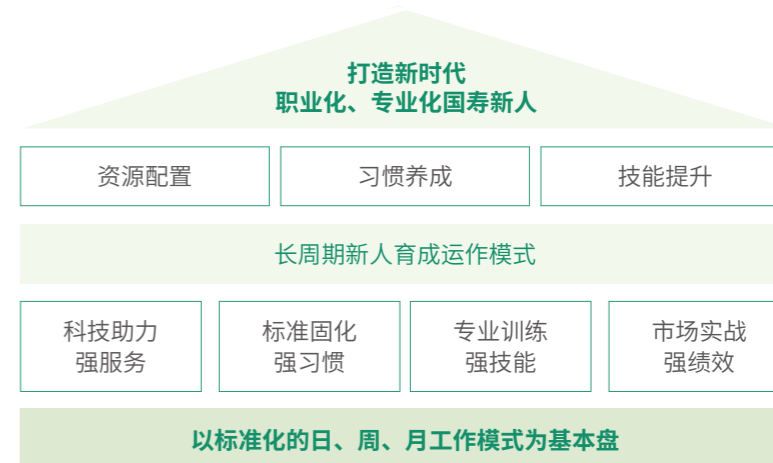 打造新时代
职业化、专业化国寿新人
资源配置
习惯养成
技能提升
长周期新人育成运作模式
科技助力
强服务
标准固化
强习惯
专业训练
强技能
市场实战
强绩效
以标准化的日、周、月工作模式为基本盘